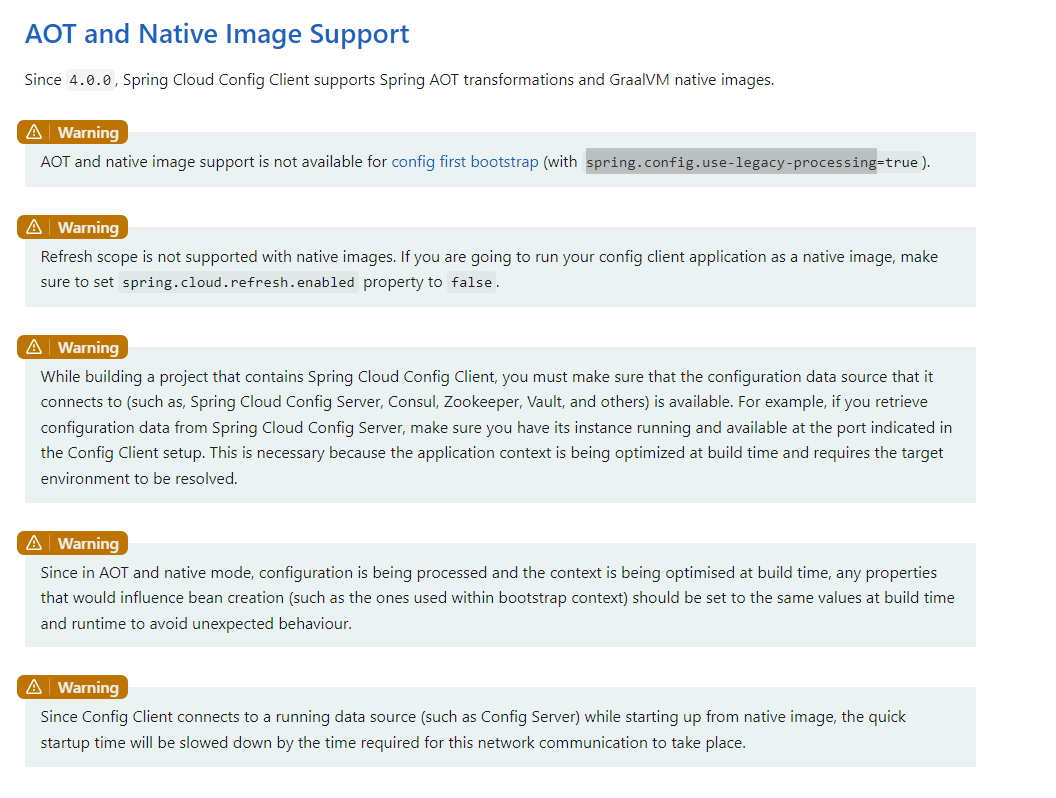 AOT and Native Image Support
Since 4.0.0, Spring Cloud Config Client supports Spring AOT transformations and GraalVM native images.
Warning
AOT and native image support is not available for config first bootstrap (with spring.config.use-legacy-processing=true).
Warning
Refresh scope is not supported with native images. If you are going to run your config client application as a native image, make
sure to set spring.cloud.refresh.enabled property to false.
Warning
While building a project that contains Spring Cloud Config Client, you must make sure that the configuration data source that it
connects to (such as, Spring Cloud Config Server, Consul, Zookeeper, Vault, and others) is available. For example, if you retrieve
configuration data from Spring Cloud Config Server, make sure you have its instance running and available at the port indicated in
the Config Client setup. This is necessary because the application context is being optimized at build time and requires the target
environment to be resolved.
Warning
Since in AOT and native mode, configuration is being processed and the context is being optimised at build time, any properties
that would influence bean creation (such as the ones used within bootstrap context) should be set to the same values at build time
and runtime to avoid unexpected behaviour.
Warning
Since Config Client connects to a running data source (such as Config Server) while starting up from native image, the quick
startup time will be slowed down by the time required for this network communication to take place.